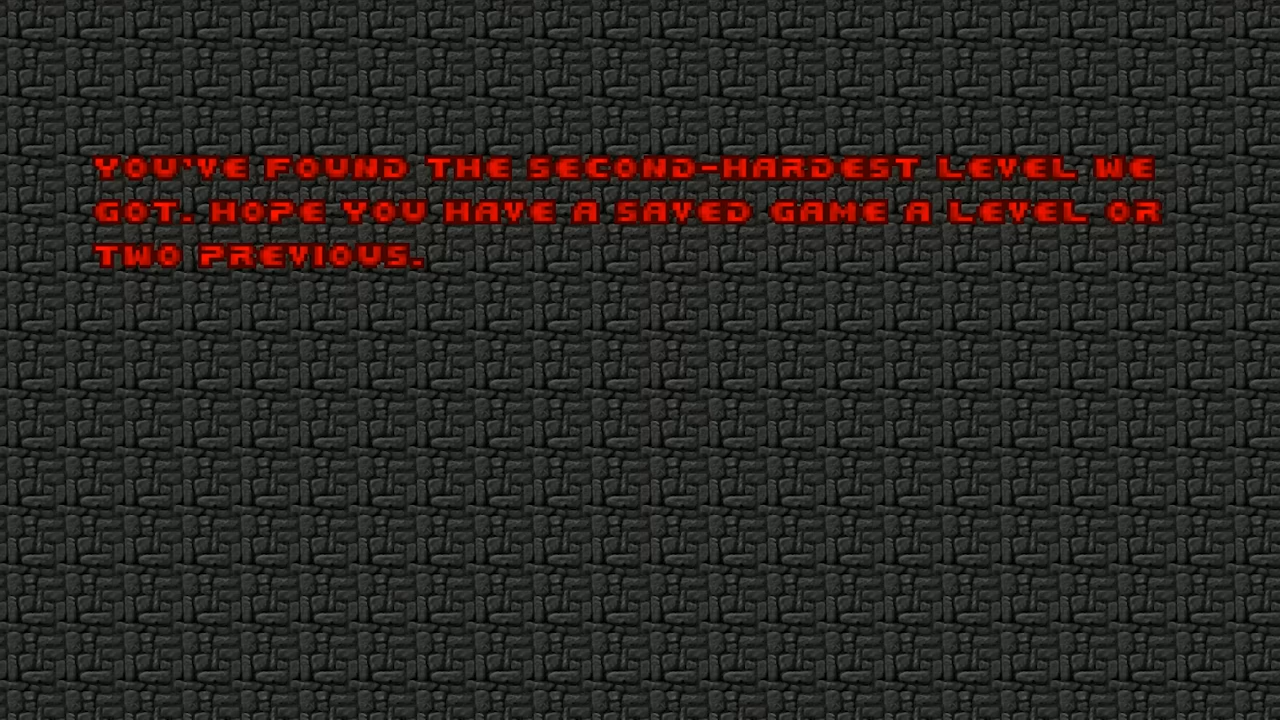 YOU'VE FOUND THE SECOND-HARDEST LEVEL WE
GOT. HOPE YOU HAVE A SAVED GAME A LEVEL OR
TWO PREVIOUS.